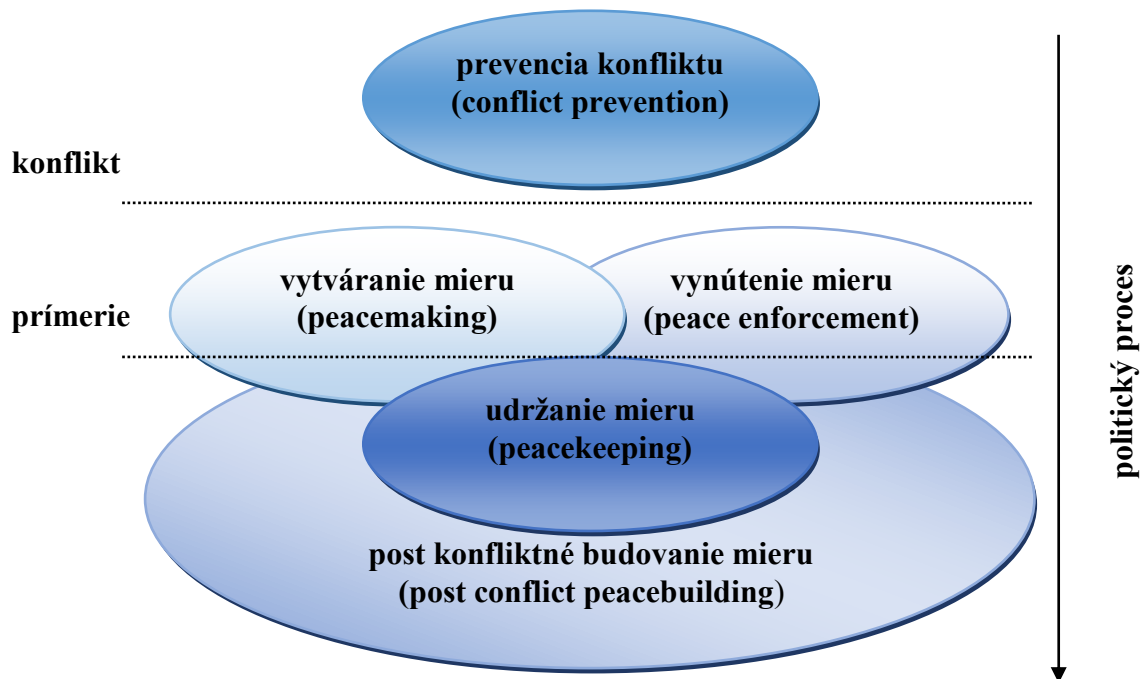 prevencia konfliktu
(conflict prevention)
konflikt
vytváranie mieru
(peacemaking)
vynútenie mieru
(peace enforcement)
prímerie
udržanie mieru
(peacekeeping)
post konfliktné budovanie mieru
(post conflict peacebuilding)
politický proces